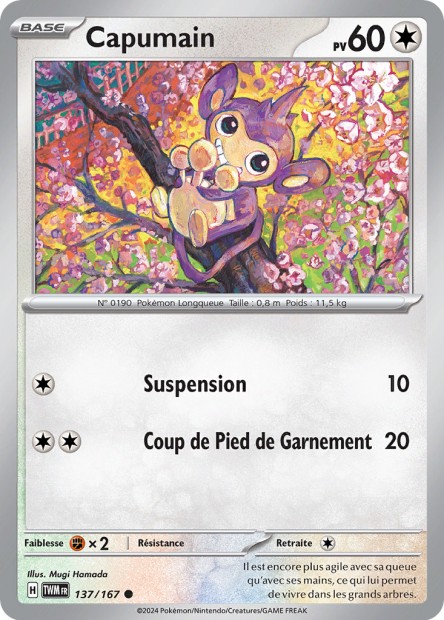 BASE
Capumain
PV 60
N° 0190 Pokémon Longqueue Taille : 0,8 m Poids : 11,5 kg
Suspension 10
Coup de Pied de Garnement 20
Faiblesse ×2 Résistance Retraite
Illus. Mugi Hamada
Il est encore plus agile avec sa queue
qu'avec ses mains, ce qui lui permet
de vivre dans les grands arbres.
H TWM FR 137/167
©2024 Pokémon/Nintendo/Creatures/GAME FREAK